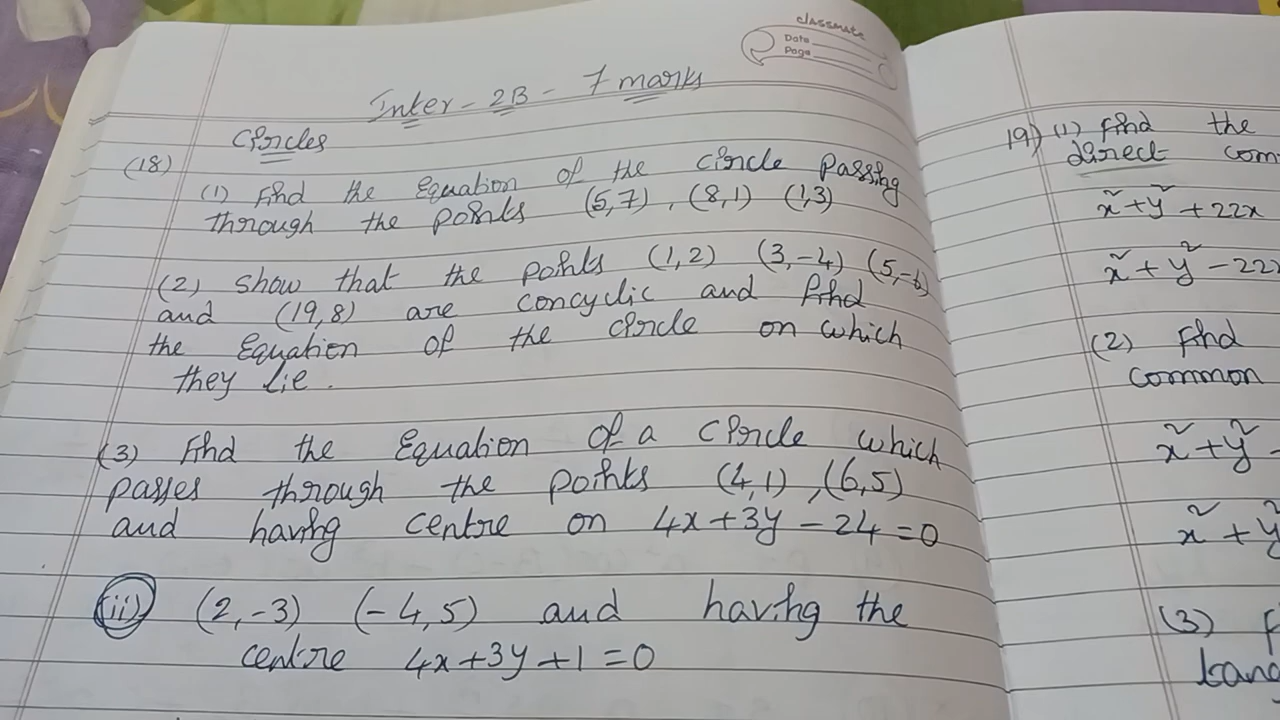 classmate
Date
Page
Inter - 2B - 7 marks
Circles
(18)
(1) Find the Equation of the circle passing
through the points (5,7), (8,1) (1,3)
(2) show that the points (1,2) (3,-4) (5,-6)
and (19,8) are concyclic and find
the Equation of the circle on which
they lie.
(3) Find the Equation of a circle which
passes through the points (4,1), (6,5)
and having centre on 4x+3y-24=0
(ii) (2,-3) (-4,5) and having the
centre 4x+3y+1=0
19) (1) Find the
direct com
x²+y²+22x
x²+y²-22x
(2) Find
common
x²+y²-
x²+y²
(3) F
tang